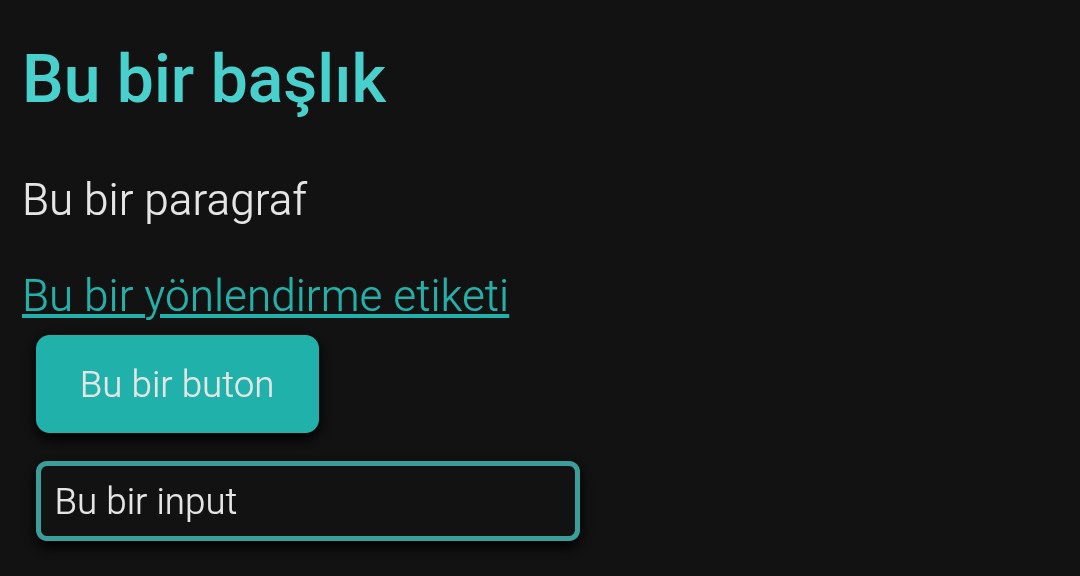 Bu bir başlık
Bu bir paragraf
Bu bir yönlendirme etiketi
Bu bir buton
Bu bir input